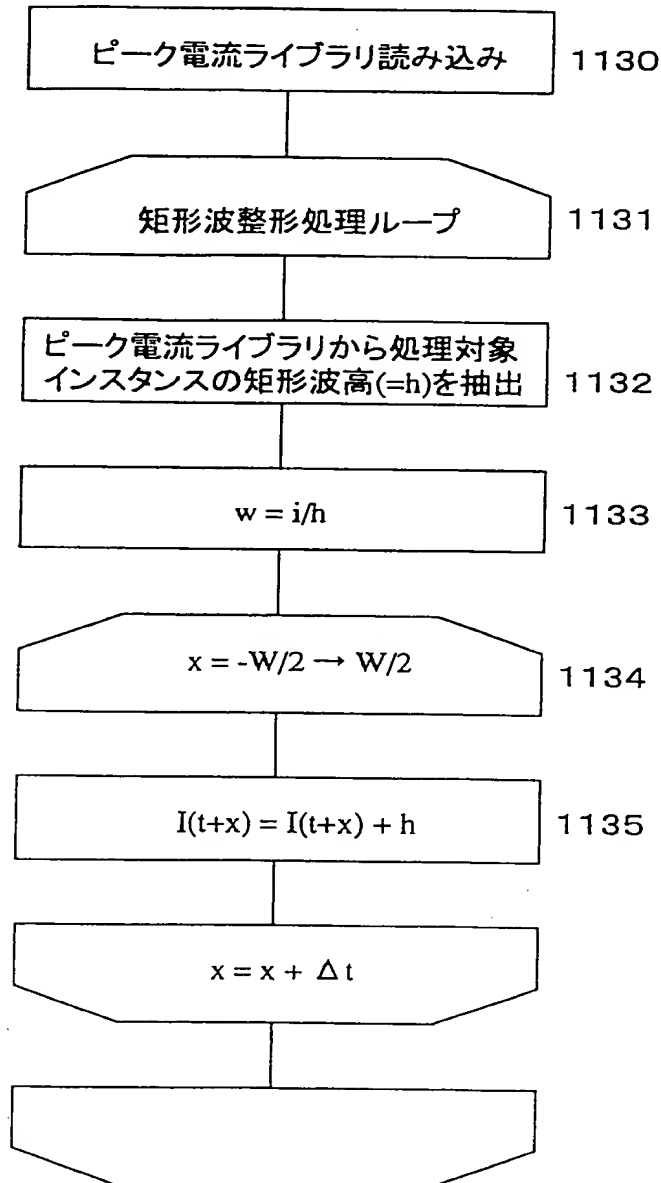 ピーク電流ライブラリ読み込み 1130
矩形波整形処理ループ 1131
ピーク電流ライブラリから処理対象
インスタンスの矩形波高(=h)を抽出 1132
w = i/h 1133
x = -W/2 → W/2 1134
I(t+x) = I(t+x) + h 1135
x = x + Δt